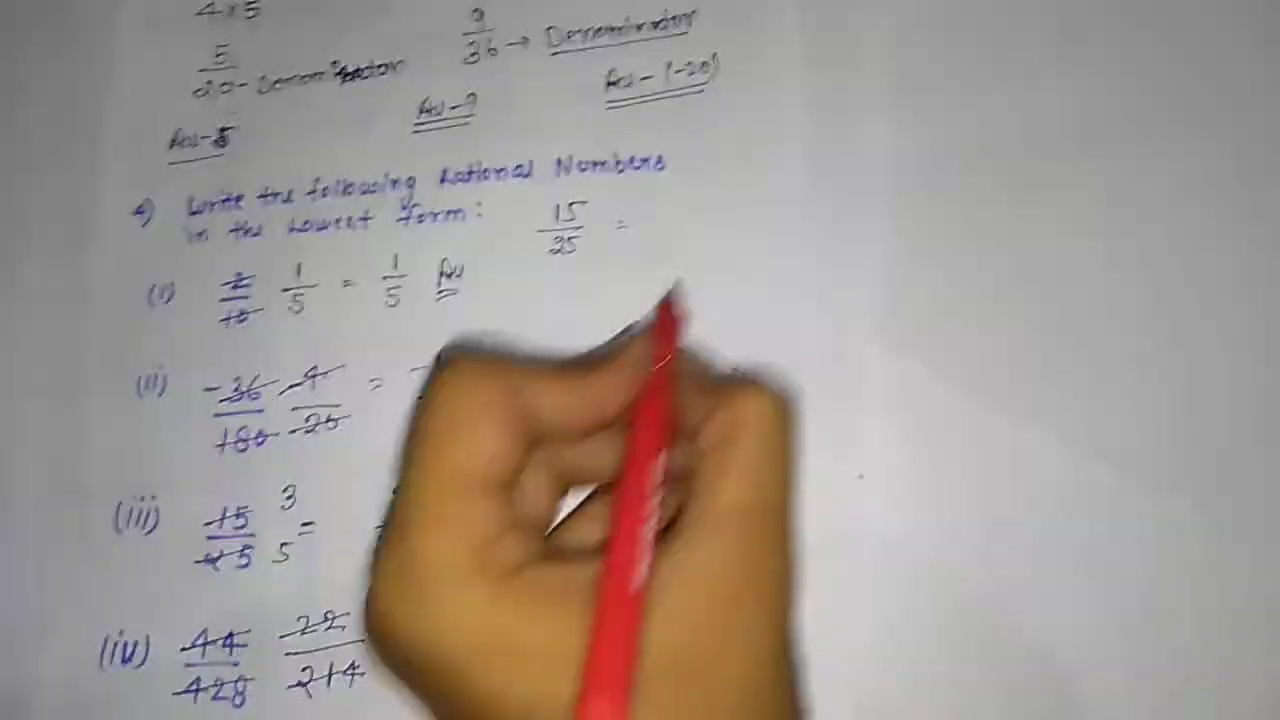 4×5
5/20 - Denominator
9/36 → Denominator
Ans - 5
Ans - 9
Ans - (-20)
4) Write the following Rational Numbers
in the Lowest form:
15/25 =
(i) 2/10 1/5 = 1/5 Ans
(ii) -36/180 -4/20 =
(iii) 15/25 3/5 =
(iv) 44/428 22/214